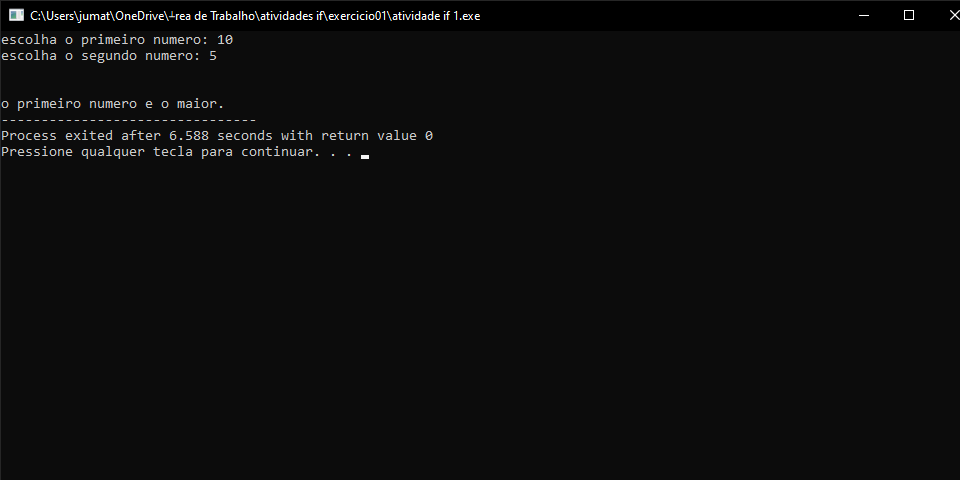 C:\Users\jumat\OneDrive\┴rea de Trabalho\atividades if\exercicio01\atividade if 1.exe
escolha o primeiro numero: 10
escolha o segundo numero: 5
o primeiro numero e o maior.
--------------------------------
Process exited after 6.588 seconds with return value 0
Pressione qualquer tecla para continuar. . .